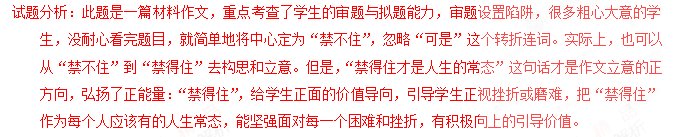 试题分析：此题是一篇材料作文，重点考查了学生的审题与拟题能力，审题设置陷阱，很多粗心大意的学
生，没耐心看完题目，就简单地将中心定为“禁不住”，忽略“可是”这个转折连词。实际上，也可以
从“禁不住”到“禁得住”去构思和立意。但是，“禁得住才是人生的常态”这句话才是作文立意的正
方向，弘扬了正能量：“禁得住”，给学生正面的价值导向，引导学生正视挫折或磨难，把“禁得住”
作为每个人应该有的人生常态，能坚强面对每一个困难和挫折，有积极向上的引导价值。